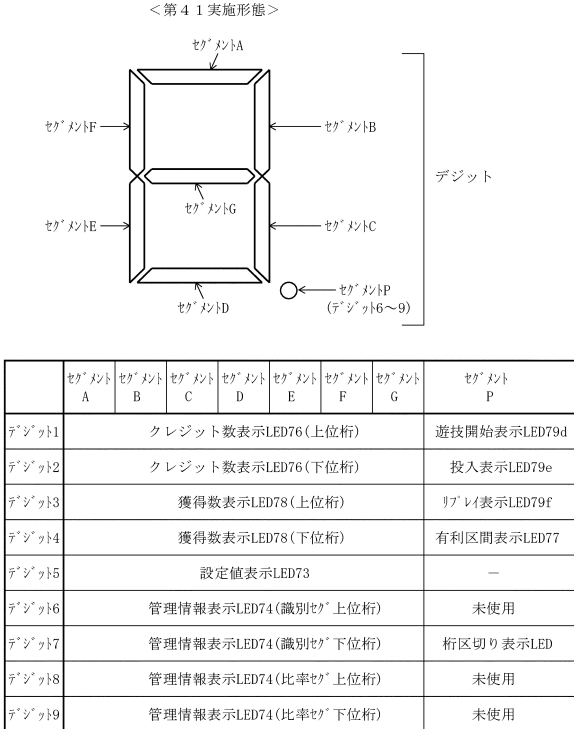 ＜第４１実施形態＞
ｾｸﾞﾒﾝﾄA
ｾｸﾞﾒﾝﾄF
ｾｸﾞﾒﾝﾄB
デジット
ｾｸﾞﾒﾝﾄG
ｾｸﾞﾒﾝﾄE
ｾｸﾞﾒﾝﾄC
ｾｸﾞﾒﾝﾄP
ｾｸﾞﾒﾝﾄD
(ﾃﾞｼﾞｯﾄ6～9)
ｾｸﾞﾒﾝﾄ ｾｸﾞﾒﾝﾄ ｾｸﾞﾒﾝﾄ ｾｸﾞﾒﾝﾄ ｾｸﾞﾒﾝﾄ ｾｸﾞﾒﾝﾄ ｾｸﾞﾒﾝﾄ ｾｸﾞﾒﾝﾄ
A B C D E F G P
ﾃﾞｼﾞｯﾄ1 クレジット数表示LED76(上位桁) 遊技開始表示LED79d
ﾃﾞｼﾞｯﾄ2 クレジット数表示LED76(下位桁) 投入表示LED79e
ﾃﾞｼﾞｯﾄ3 獲得数表示LED78(上位桁) ﾘﾌﾟﾚｲ表示LED79f
ﾃﾞｼﾞｯﾄ4 獲得数表示LED78(下位桁) 有利区間表示LED77
ﾃﾞｼﾞｯﾄ5 設定値表示LED73 －
ﾃﾞｼﾞｯﾄ6 管理情報表示LED74(識別ｾｸﾞ上位桁) 未使用
ﾃﾞｼﾞｯﾄ7 管理情報表示LED74(識別ｾｸﾞ下位桁) 桁区切り表示LED
ﾃﾞｼﾞｯﾄ8 管理情報表示LED74(比率ｾｸﾞ上位桁) 未使用
ﾃﾞｼﾞｯﾄ9 管理情報表示LED74(比率ｾｸﾞ下位桁) 未使用